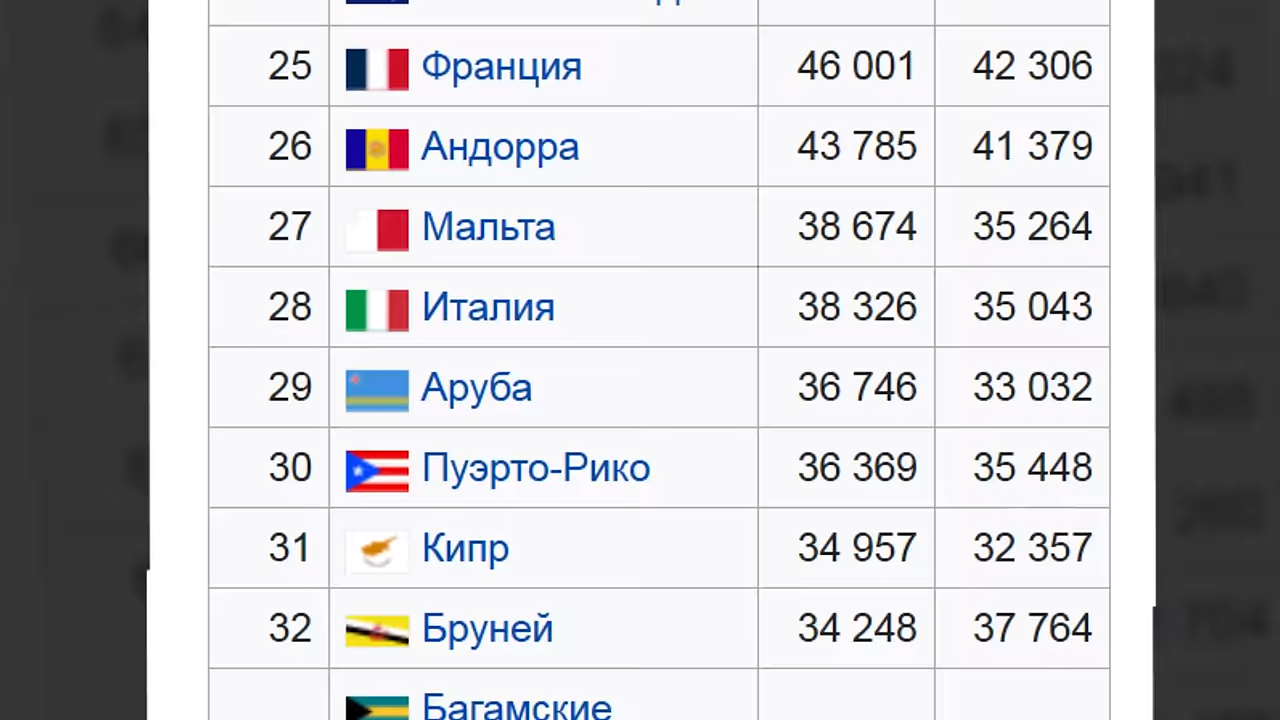 25 Франция 46 001 42 306
26 Андорра 43 785 41 379
27 Мальта 38 674 35 264
28 Италия 38 326 35 043
29 Аруба 36 746 33 032
30 Пуэрто-Рико 36 369 35 448
31 Кипр 34 957 32 357
32 Бруней 34 248 37 764
Багамские